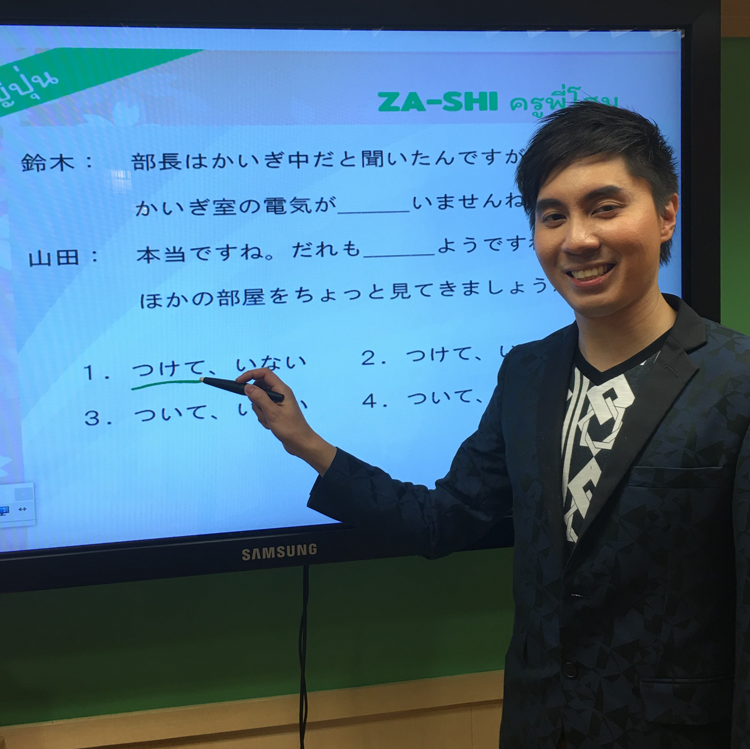 ญี่ปุ่น
ZA-SHI ครูพี่โฮม
鈴木： 部長はかいぎ中だと聞いたんですが
かいぎ室の電気が______いませんね
山田： 本当ですね。だれも______ようですね
ほかの部屋をちょっと見てきましょう
1. つけて、いない 2. つけて、い
3. ついて、い 4. ついて、
SAMSUNG